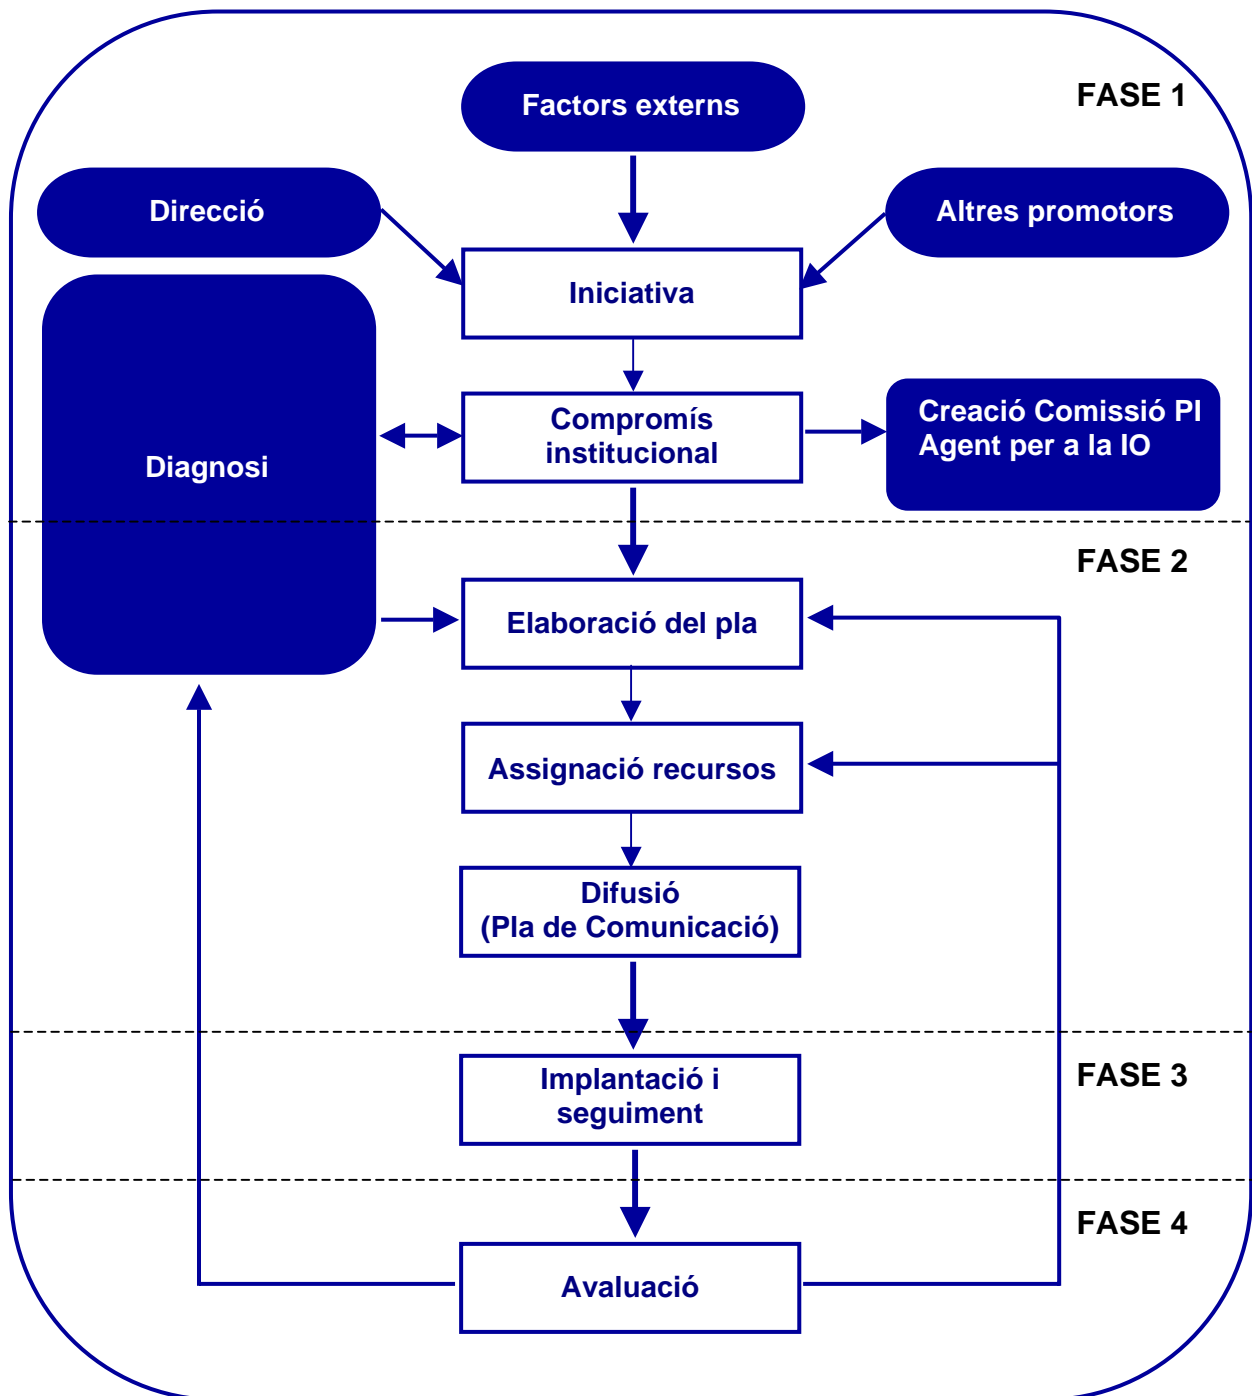 FASE 1
Factors externs
Direcció
Altres promotors
Iniciativa
Compromís
institucional
Creació Comissió PI
Agent per a la IO
Diagnosi
FASE 2
Elaboració del pla
Assignació recursos
Difusió
(Pla de Comunicació)
FASE 3
Implantació i
seguiment
FASE 4
Avaluació